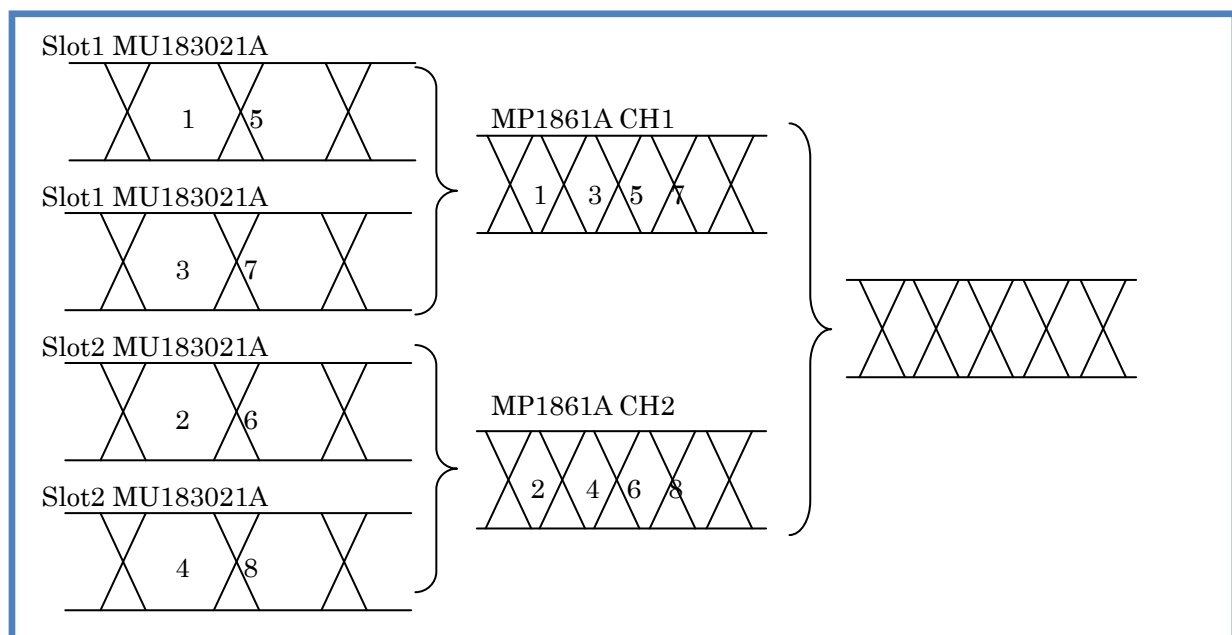 Slot1 MU183021A
1 5
Slot1 MU183021A
3 7
Slot2 MU183021A
2 6
Slot2 MU183021A
4 8
MP1861A CH1
1 3 5 7
MP1861A CH2
2 4 6 8